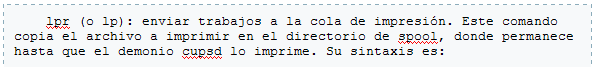 lpr (o lp): enviar trabajos a la cola de impresión. Este comando
copia el archivo a imprimir en el directorio de spool, donde permanece
hasta que el demonio cupsd lo imprime. Su sintaxis es: